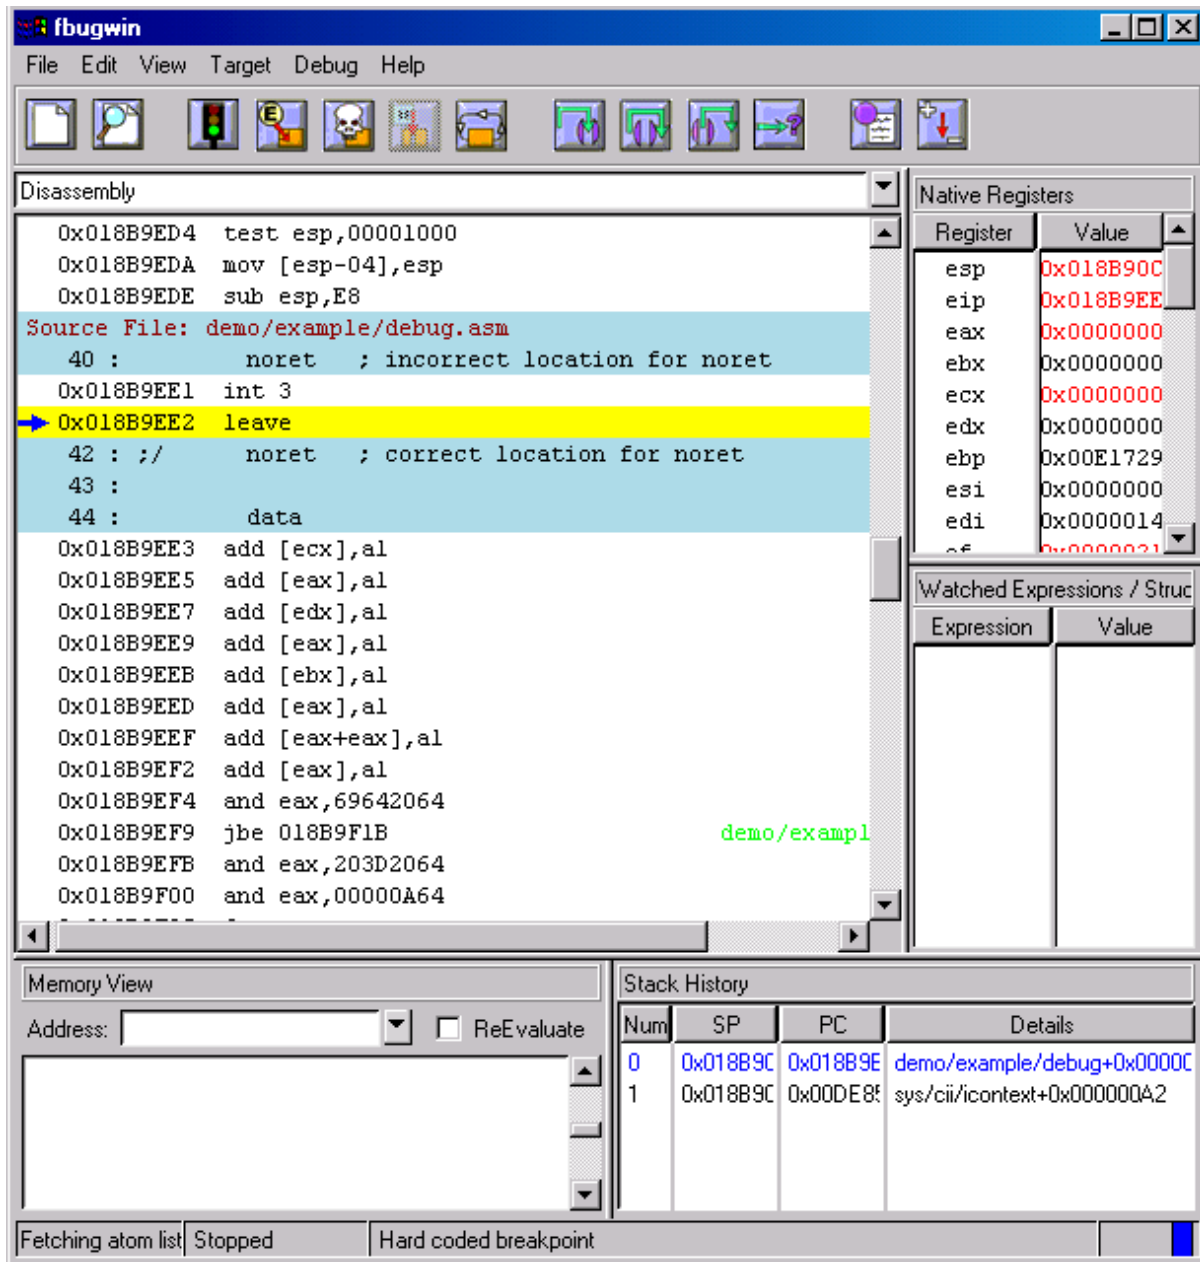 fbugwin
File Edit View Target Debug Help
Disassembly
0x018B9ED4 test esp,00001000
0x018B9EDA mov [esp-04],esp
0x018B9EDE sub esp,E8
Source File: demo/example/debug.asm
40 : noret ; incorrect location for noret
0x018B9EE1 int 3
0x018B9EE2 leave
42 : ;/ noret ; correct location for noret
43 :
44 : data
0x018B9EE3 add [ecx],al
0x018B9EE5 add [eax],al
0x018B9EE7 add [edx],al
0x018B9EE9 add [eax],al
0x018B9EEB add [ebx],al
0x018B9EED add [eax],al
0x018B9EEF add [eax+eax],al
0x018B9EF2 add [eax],al
0x018B9EF4 and eax,69642064
0x018B9EF9 jbe 018B9F1B demo/exampl
0x018B9EFB and eax,203D2064
0x018B9F00 and eax,00000A64
Native Registers
Register Value
esp 0x018B90C
eip 0x018B9EE
eax 0x0000000
ebx 0x0000000
ecx 0x0000000
edx 0x0000000
ebp 0x00E1729
esi 0x0000000
edi 0x0000014
Watched Expressions / Struc
Expression Value
Memory View
Address: ReEvaluate
Stack History
Num SP PC Details
0 0x018B9C 0x018B9E demo/example/debug+0x0000C
1 0x018B9C 0x00DE85 sys/cii/icontext+0x000000A2
Fetching atom list Stopped Hard coded breakpoint